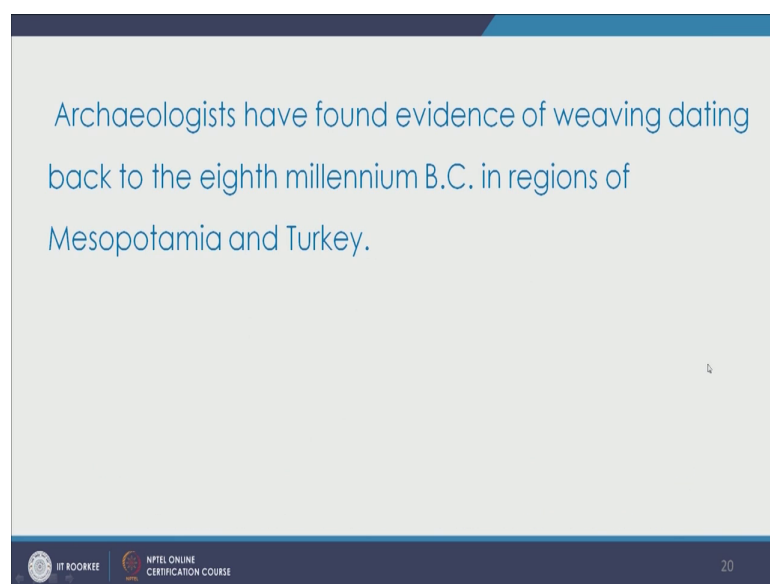 Archaeologists have found evidence of weaving dating
back to the eighth millennium B.C. in regions of
Mesopotamia and Turkey.
IIT ROORKEE
NPTEL ONLINE
CERTIFICATION COURSE
20